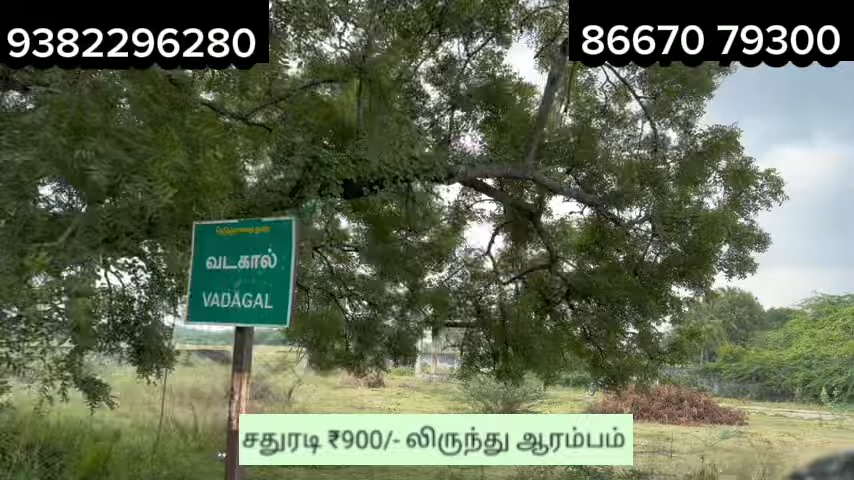 9382296280
86670 79300
நெடுஞ்சாலைத்துறை
வடகால்
VADAGAL
சதுரடி ₹900/- லிருந்து ஆரம்பம்